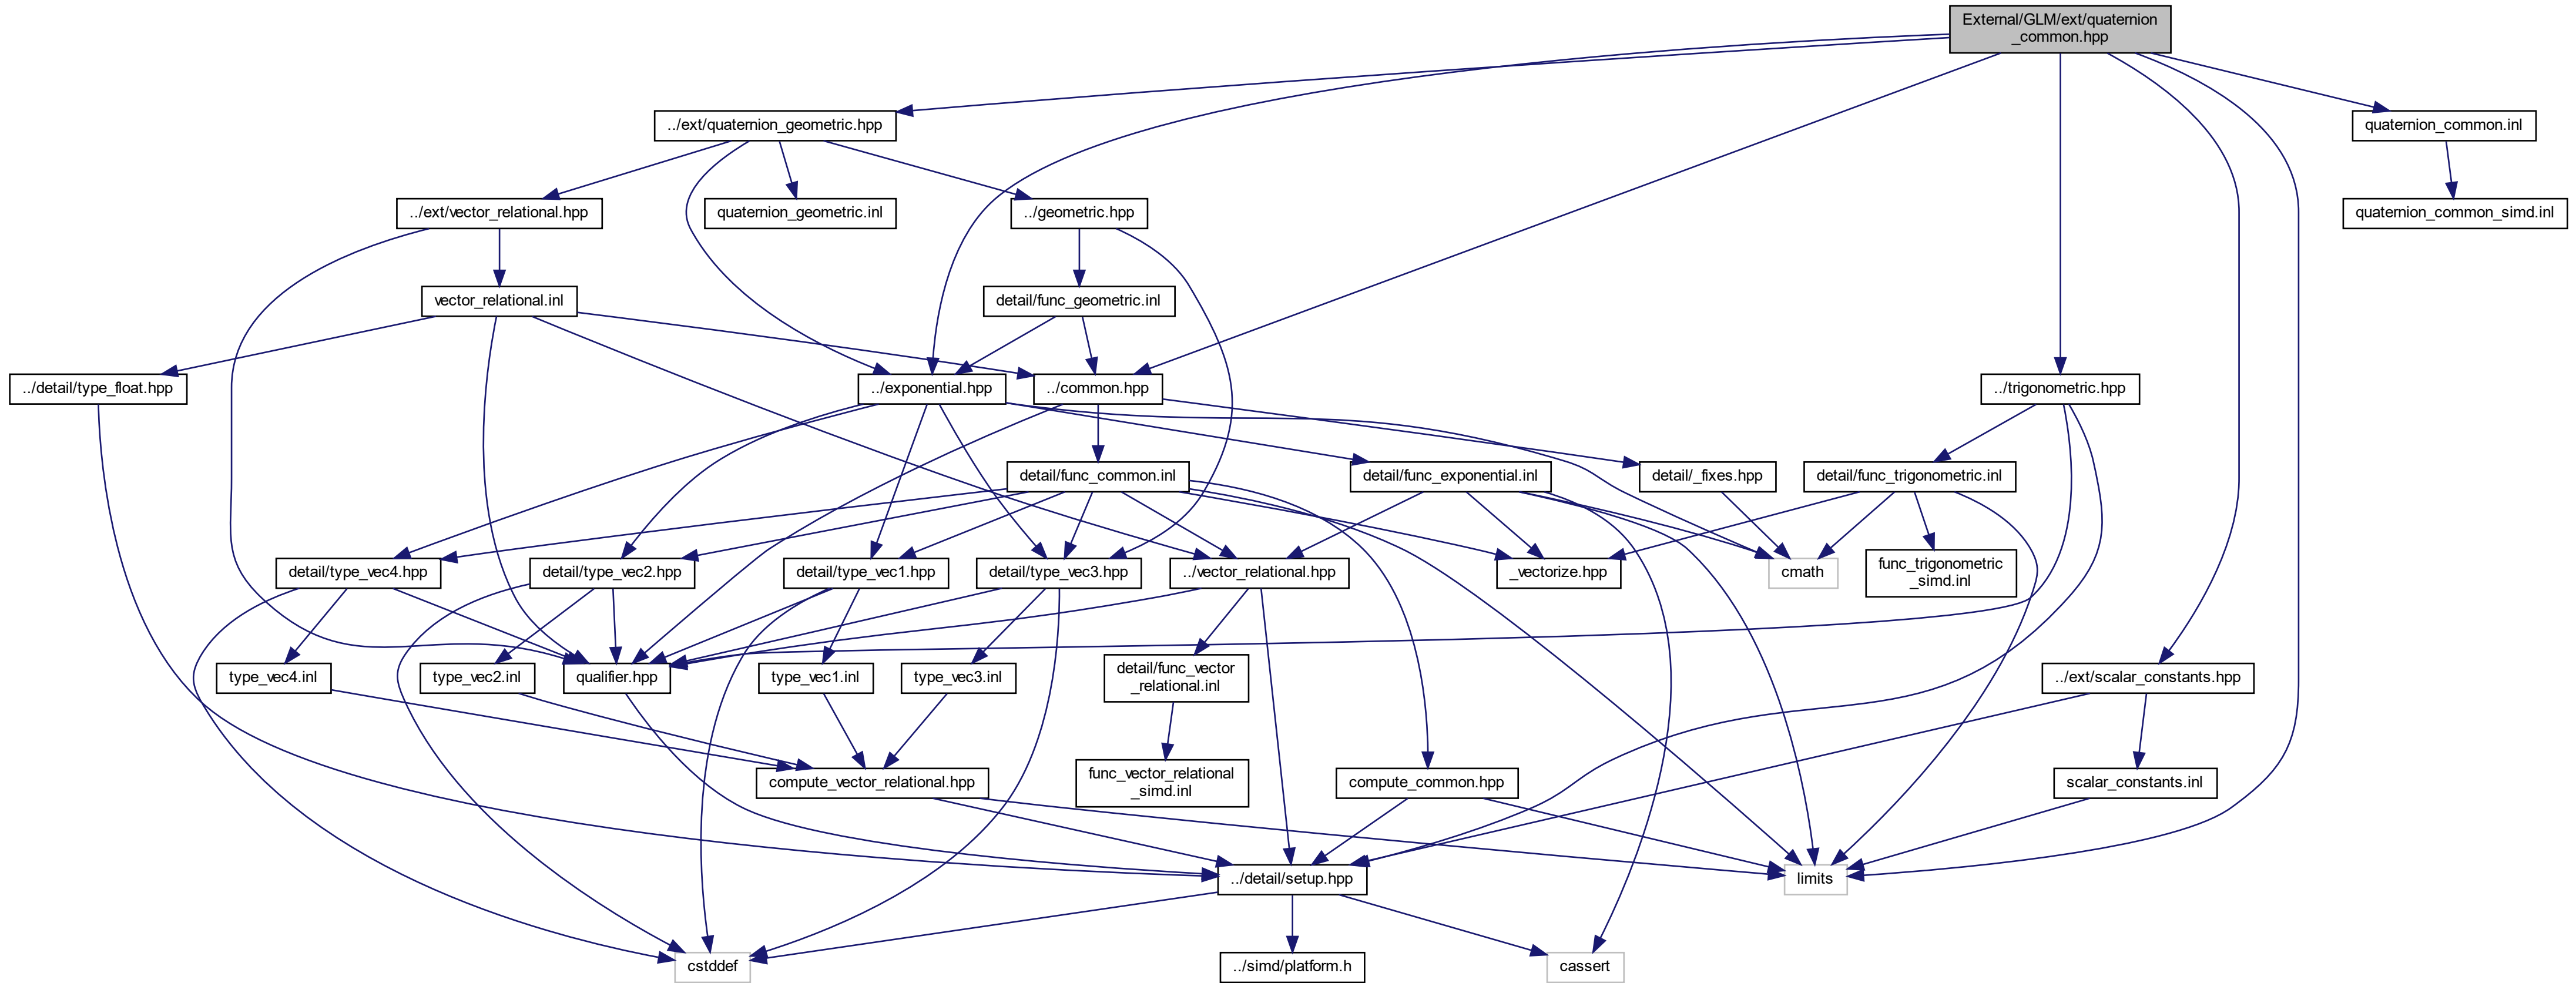 External/GLM/ext/quaternion
_common.hpp
../ext/quaternion_geometric.hpp
quaternion_common.inl
../ext/vector_relational.hpp
quaternion_geometric.inl
../geometric.hpp
quaternion_common_simd.inl
vector_relational.inl
detail/func_geometric.inl
../detail/type_float.hpp
../exponential.hpp
../common.hpp
../trigonometric.hpp
detail/func_common.inl
detail/func_exponential.inl
detail/_fixes.hpp
detail/func_trigonometric.inl
detail/type_vec4.hpp
detail/type_vec2.hpp
detail/type_vec1.hpp
detail/type_vec3.hpp
../vector_relational.hpp
_vectorize.hpp
cmath
func_trigonometric
_simd.inl
type_vec4.inl
type_vec2.inl
qualifier.hpp
type_vec1.inl
type_vec3.inl
detail/func_vector
_relational.inl
../ext/scalar_constants.hpp
compute_vector_relational.hpp
func_vector_relational
_simd.inl
compute_common.hpp
scalar_constants.inl
../detail/setup.hpp
limits
cstddef
../simd/platform.h
cassert